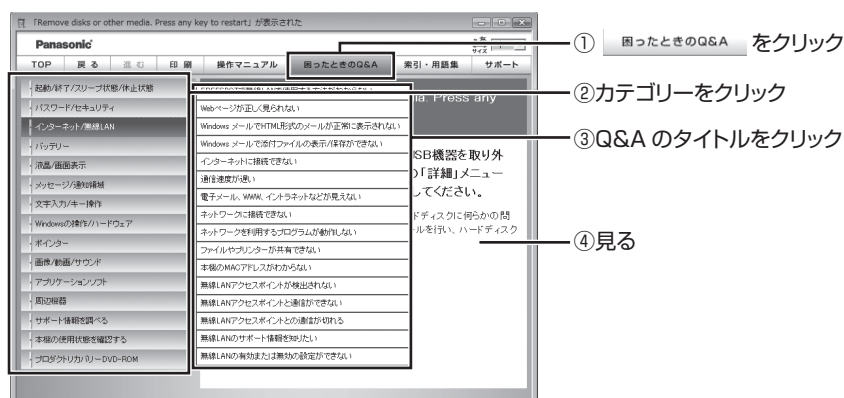 「Remove disks or other media. Press any key to restart」が表示された
Panasonic
文字サイズ
TOP 戻る 進む 印刷 操作マニュアル 困ったときのQ&A 索引・用語集 サポート
① 困ったときのQ&A をクリック
②カテゴリーをクリック
③Q&A のタイトルをクリック
④見る
起動/終了/スリープ状態/休止状態
パスワード/セキュリティ
インターネット/無線LAN
バッテリー
液晶/画面表示
メッセージ/通知領域
文字入力/キー操作
Windowsの操作/ハードウェア
ポインター
画像/動画/サウンド
アプリケーションソフト
周辺機器
サポート情報を調べる
本機の使用状態を確認する
プロダクトリカバリーDVD-ROM
Webページが正しく見られない
Windows メールでHTML形式のメールが正常に表示されない
Windows メールで添付ファイルの表示/保存ができない
インターネットに接続できない
通信速度が遅い
電子メール、WWW、イントラネットなどが見えない
ネットワークに接続できない
ネットワークを利用するプログラムが動作しない
ファイルやプリンターが共有できない
本機のMACアドレスがわからない
無線LANアクセスポイントが検出されない
無線LANアクセスポイントと通信ができない
無線LANアクセスポイントとの通信が切れる
無線LANのサポート情報を知りたい
無線LANの有効または無効の設定ができない
dia. Press any
USB機器を取り外
の「詳細」メニュー
してください。
ドディスクに何らかの問
ールを行い、ハードディスク